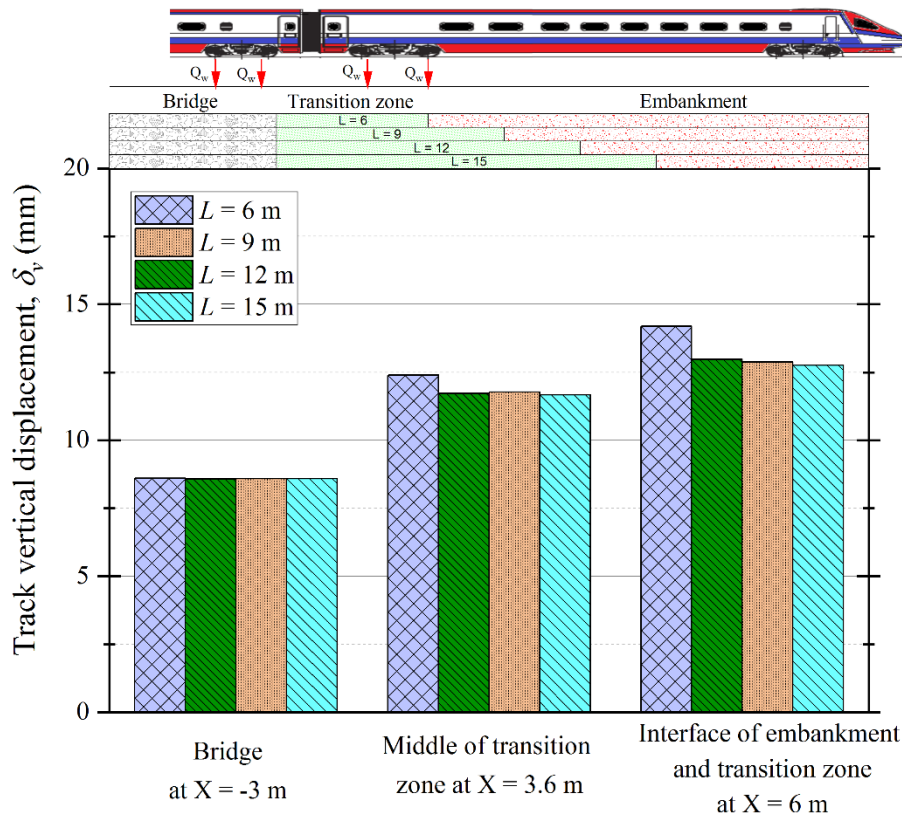 Qw Qw Qw Qw
Bridge Transition zone Embankment
L = 6
L = 9
L = 12
L = 15
20
15
10
5
0
Track vertical displacement, δv (mm)
L = 6 m
L = 9 m
L = 12 m
L = 15 m
Bridge
at X = -3 m
Middle of transition
zone at X = 3.6 m
Interface of embankment
and transition zone
at X = 6 m